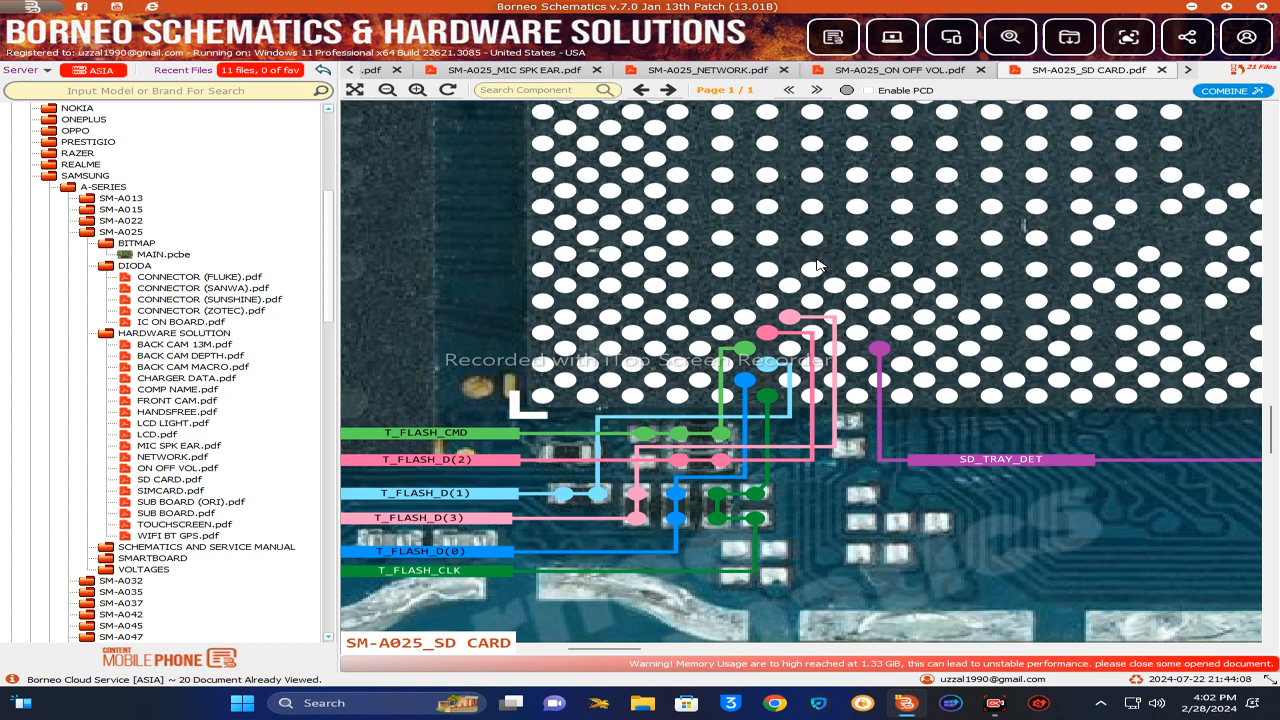 Borneo Schematics v.7.0 Jan 13th Patch (13.01B)
BORNEO SCHEMATICS & HARDWARE SOLUTIONS
Registered to: uzzal1990@gmail.com - Running on: Windows 11 Professional x64 Build 22621.3085 - United States - USA
Server ASIA Recent Files 11 files, 0 of fav
.pdf SM-A025_MIC SPK EAR.pdf SM-A025_NETWORK.pdf SM-A025_ON OFF VOL.pdf SM-A025_SD CARD.pdf 21 Files
Input Model or Brand For Search
Search Component Page 1 / 1 Enable PCD COMBINE
NOKIA
ONEPLUS
OPPO
PRESTIGIO
RAZER
REALME
SAMSUNG
A-SERIES
SM-A013
SM-A015
SM-A022
SM-A025
BITMAP
MAIN.pcbe
DIODA
CONNECTOR (FLUKE).pdf
CONNECTOR (SANWA).pdf
CONNECTOR (SUNSHINE).pdf
CONNECTOR (ZOTEC).pdf
IC ON BOARD.pdf
HARDWARE SOLUTION
BACK CAM 13M.pdf
BACK CAM DEPTH.pdf
BACK CAM MACRO.pdf
CHARGER DATA.pdf
COMP NAME.pdf
FRONT CAM.pdf
HANDSFREE.pdf
LCD LIGHT.pdf
LCD.pdf
MIC SPK EAR.pdf
NETWORK.pdf
ON OFF VOL.pdf
SD CARD.pdf
SIMCARD.pdf
SUB BOARD (ORI).pdf
SUB BOARD.pdf
TOUCHSCREEN.pdf
WIFI BT GPS.pdf
SCHEMATICS AND SERVICE MANUAL
SMARTBOARD
VOLTAGES
SM-A032
SM-A035
SM-A037
SM-A042
SM-A045
SM-A047
Recorded with iTop Screen Recorder
T_FLASH_CMD
T_FLASH_D(2)
SD_TRAY_DET
T_FLASH_D(1)
T_FLASH_D(3)
T_FLASH_D(0)
T_FLASH_CLK
SM-A025_SD CARD
CONTENT
MOBILE PHONE
Warning! Memory Usage are to high reached at 1.33 GiB, this can lead to unstable performance. please close some opened document.
Borneo Cloud Service [ASIA] ~ 20 Document Already Viewed. uzzal1990@gmail.com 2024-07-22 21:44:08
Search
4:02 PM
2/28/2024